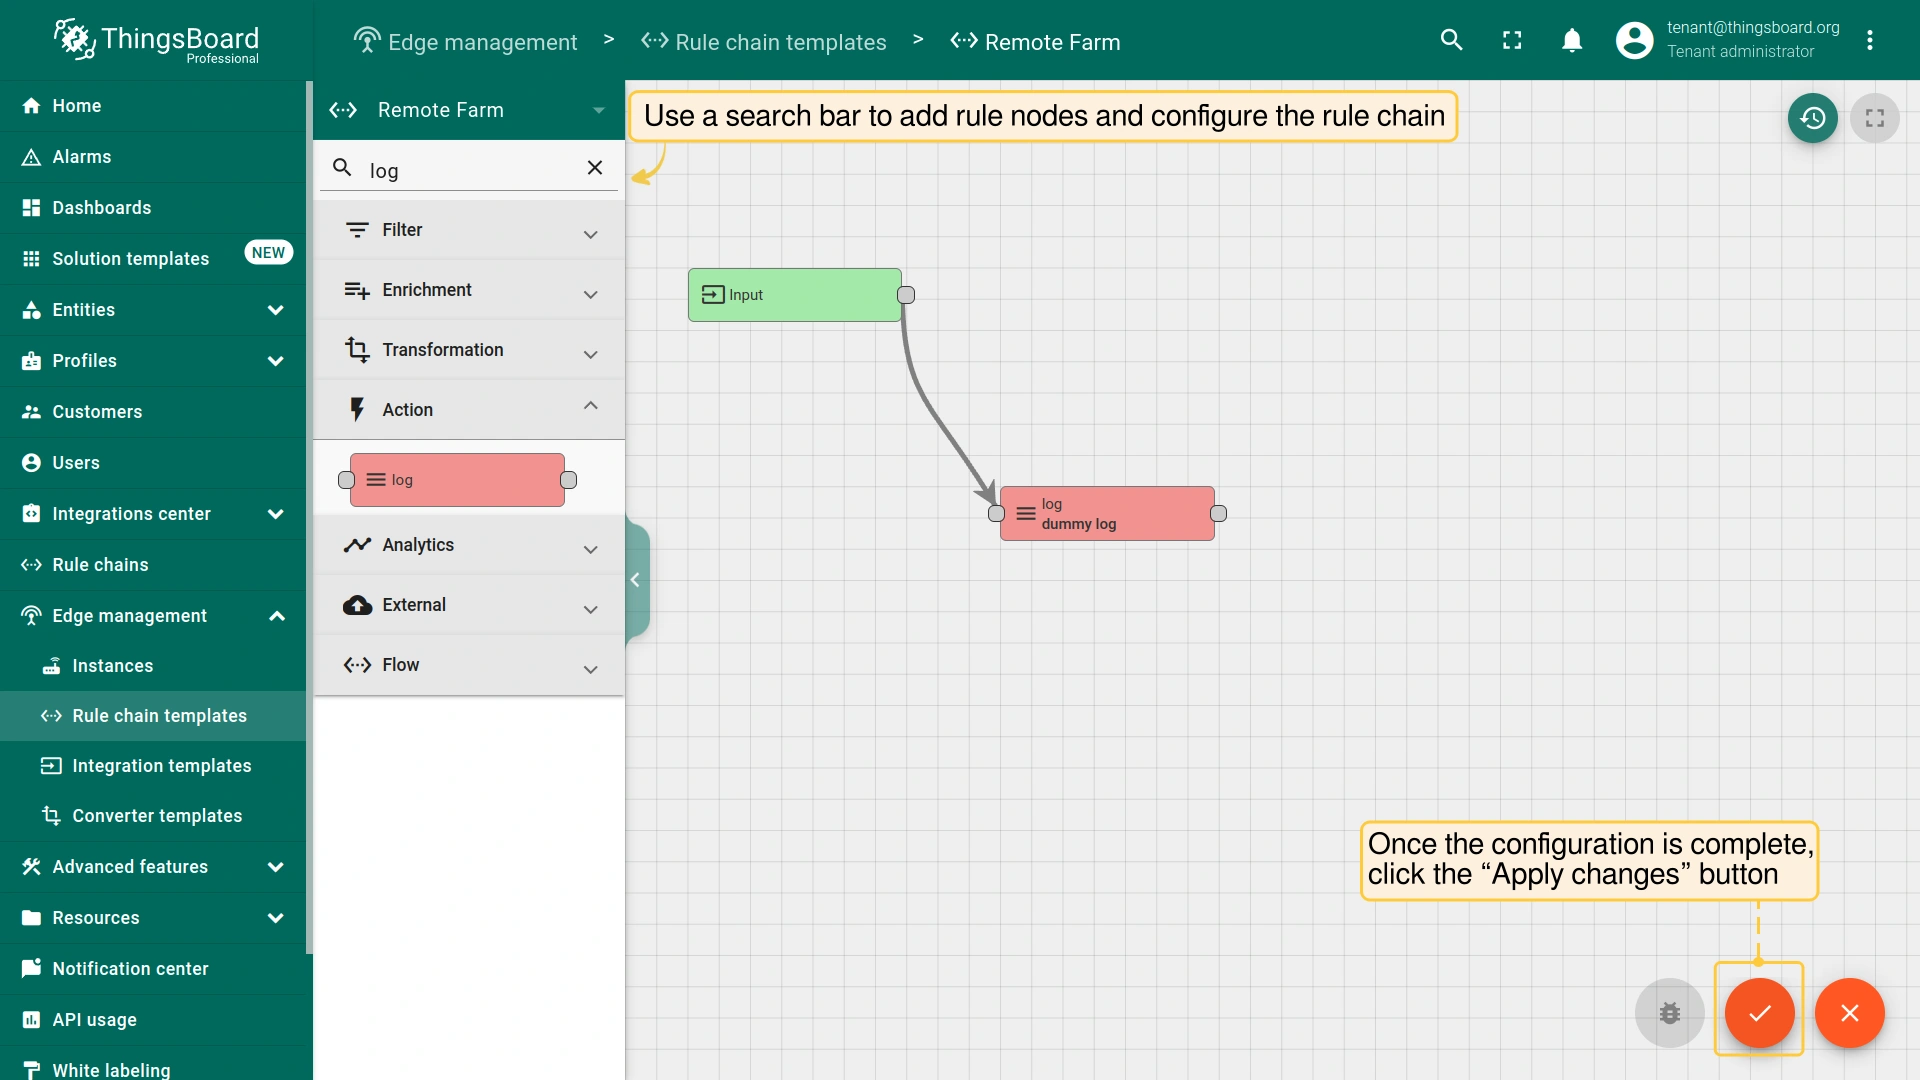 ThingsBoard
Professional
Edge management > Rule chain templates > Remote Farm
tenant@thingsboard.org
Tenant administrator
Home
Alarms
Dashboards
Solution templates NEW
Entities
Profiles
Customers
Users
Integrations center
Rule chains
Edge management
Instances
Rule chain templates
Integration templates
Converter templates
Advanced features
Resources
Notification center
API usage
White labeling
Remote Farm
log
Filter
Enrichment
Transformation
Action
log
Analytics
External
Flow
Use a search bar to add rule nodes and configure the rule chain
Input
log
dummy log
Once the configuration is complete,
click the “Apply changes” button